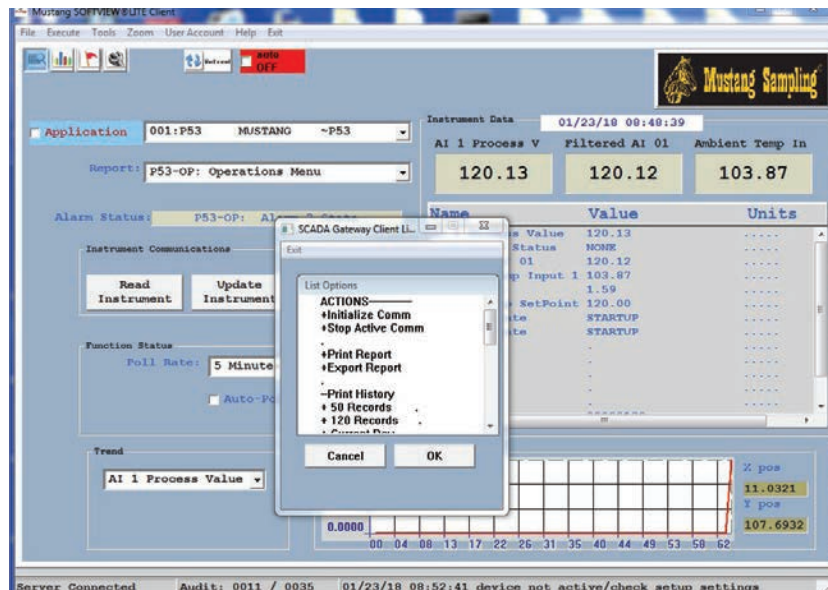 Mustang SOFTVIEW®LITE Client
File Execute Tools Zoom User Account Help Exit
auto
OFF
Mustang Sampling
Application 001:P53 MUSTANG ~P53
Report: P53-OP: Operations Menu
Alarm Status: P53-OP:
Instrument Communications
Read Instrument
Update Instrument
Function Status
Poll Rate: 5 Minute
Trend
AI 1 Process Value
Instrument Data 01/23/18 08:48:39
AI 1 Process V Filtered AI 01 Ambient Temp In
120.13 120.12 103.87
Name Value Units
Value 120.13 .....
Status NONE .....
01 120.12 .....
Input 1 103.87 .....
1.59 .....
SetPoint 120.00 .....
STARTUP .....
STARTUP .....
SCADA Gateway Client Li...
Exit
List Options
ACTIONS
+Initialize Comm
+Stop Active Comm
.
+Print Report
+Export Report
.
-Print History
+ 50 Records .
+ 120 Records .
+ Current Day
Cancel OK
X pos
11.0321
Y pos
107.6932
0.0000
00 04 08 13 17 22 26 31 35 40 44 49 53 58 62
Server Connected Audit: 0011 / 0035 01/23/18 08:52:41 device not active/check setup settings